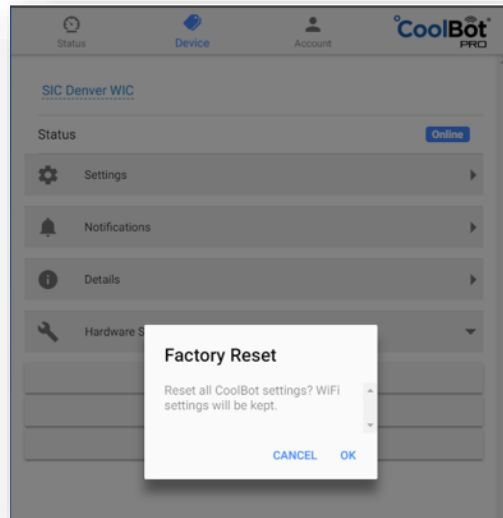 Status
Device
Account
°CoolBot
PRO
SIC Denver WIC
Status
Online
Settings
Notifications
Details
Hardware S
Factory Reset
Reset all CoolBot settings? WiFi
settings will be kept.
CANCEL OK